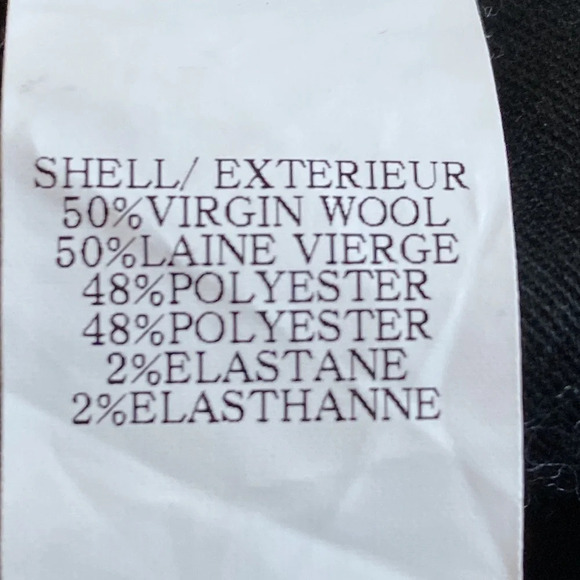 SHELL/ EXTERIEUR
50%VIRGIN WOOL
50%LAINE VIERGE
48%POLYESTER
48%POLYESTER
2%ELASTANE
2%ELASTHANNE